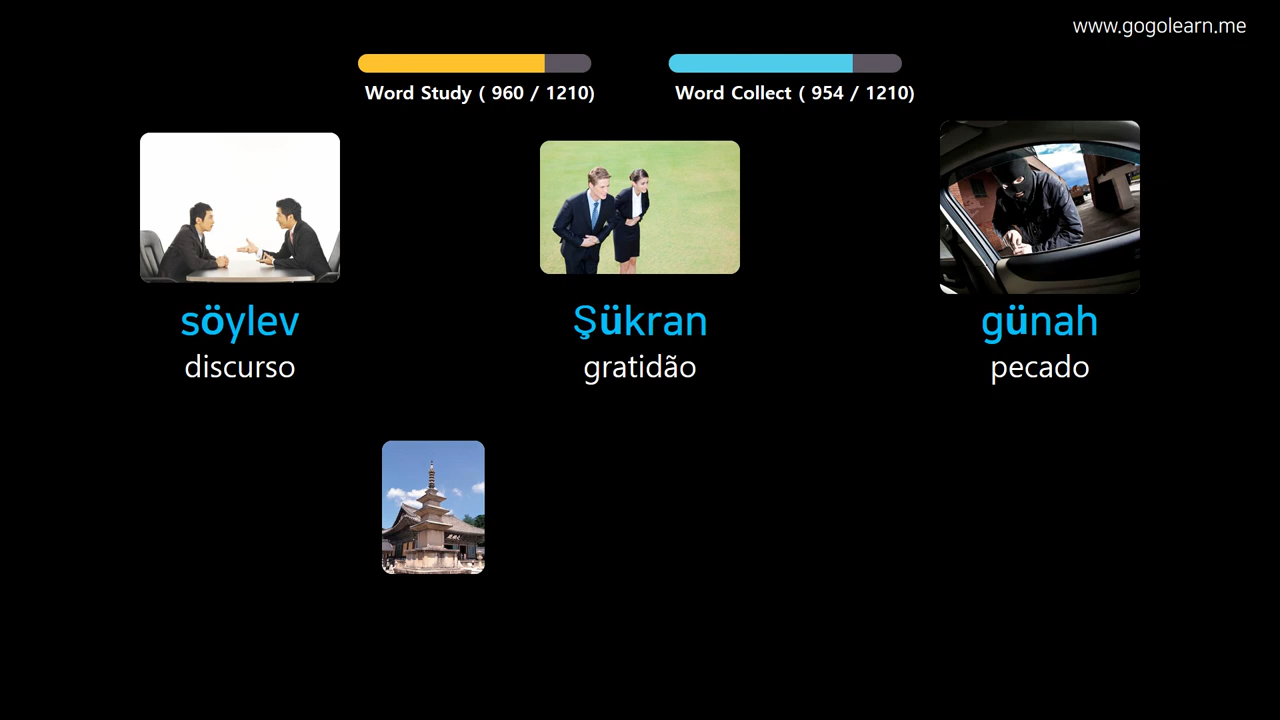 www.gogolearn.me
Word Study ( 960 / 1210)
Word Collect ( 954 / 1210)
söylev
discurso
Şükran
gratidão
günah
pecado